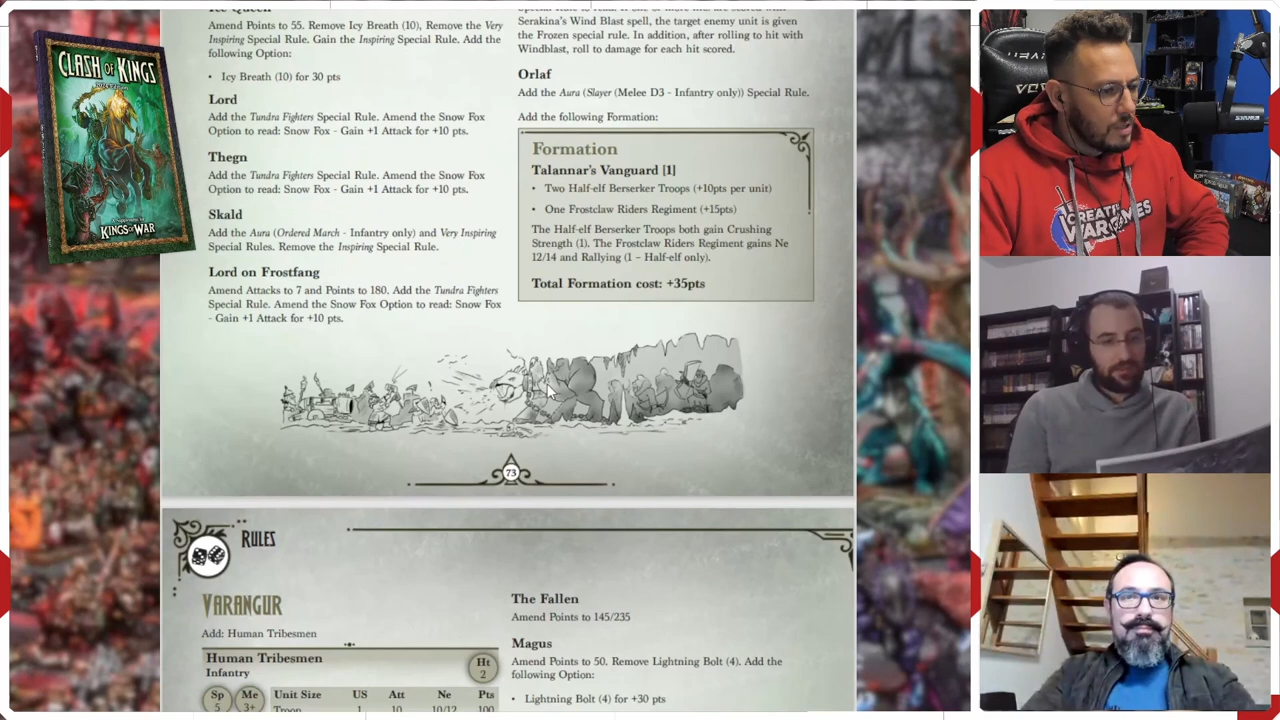 CLASH OF KINGS
KINGS OF WAR
Ice Queen
Amend Points to 55. Remove Icy Breath (10), Remove the Very
Inspiring Special Rule. Gain the Inspiring Special Rule. Add the
following Option:
• Icy Breath (10) for 30 pts
Lord
Add the Tundra Fighters Special Rule. Amend the Snow Fox
Option to read: Snow Fox - Gain +1 Attack for +10 pts.
Thegn
Add the Tundra Fighters Special Rule. Amend the Snow Fox
Option to read: Snow Fox - Gain +1 Attack for +10 pts.
Skald
Add the Aura (Ordered March - Infantry only) and Very Inspiring
Special Rules. Remove the Inspiring Special Rule.
Lord on Frostfang
Amend Attacks to 7 and Points to 180. Add the Tundra Fighters
Special Rule. Amend the Snow Fox Option to read: Snow Fox
- Gain +1 Attack for +10 pts.
Serakina's Wind Blast spell, the target enemy unit is given
the Frozen special rule. In addition, after rolling to hit with
Windblast, roll to damage for each hit scored.
Orlaf
Add the Aura (Slayer (Melee D3 - Infantry only)) Special Rule.
Add the following Formation:
Formation
Talannar's Vanguard [1]
• Two Half-elf Berserker Troops (+10pts per unit)
• One Frostclaw Riders Regiment (+15pts)
The Half-elf Berserker Troops both gain Crushing
Strength (1). The Frostclaw Riders Regiment gains Ne
12/14 and Rallying (1 – Half-elf only).
Total Formation cost: +35pts
73
RULES
VARANGUR
Add: Human Tribesmen
Human Tribesmen
Infantry
Ht
2
Sp
5
Me
3+
Unit Size US Att Ne Pts
Troop 1 10 10/12 100
The Fallen
Amend Points to 145/235
Magus
Amend Points to 50. Remove Lightning Bolt (4). Add the
following Option:
• Lightning Bolt (4) for +30 pts
CREATIVE
WARGAMES